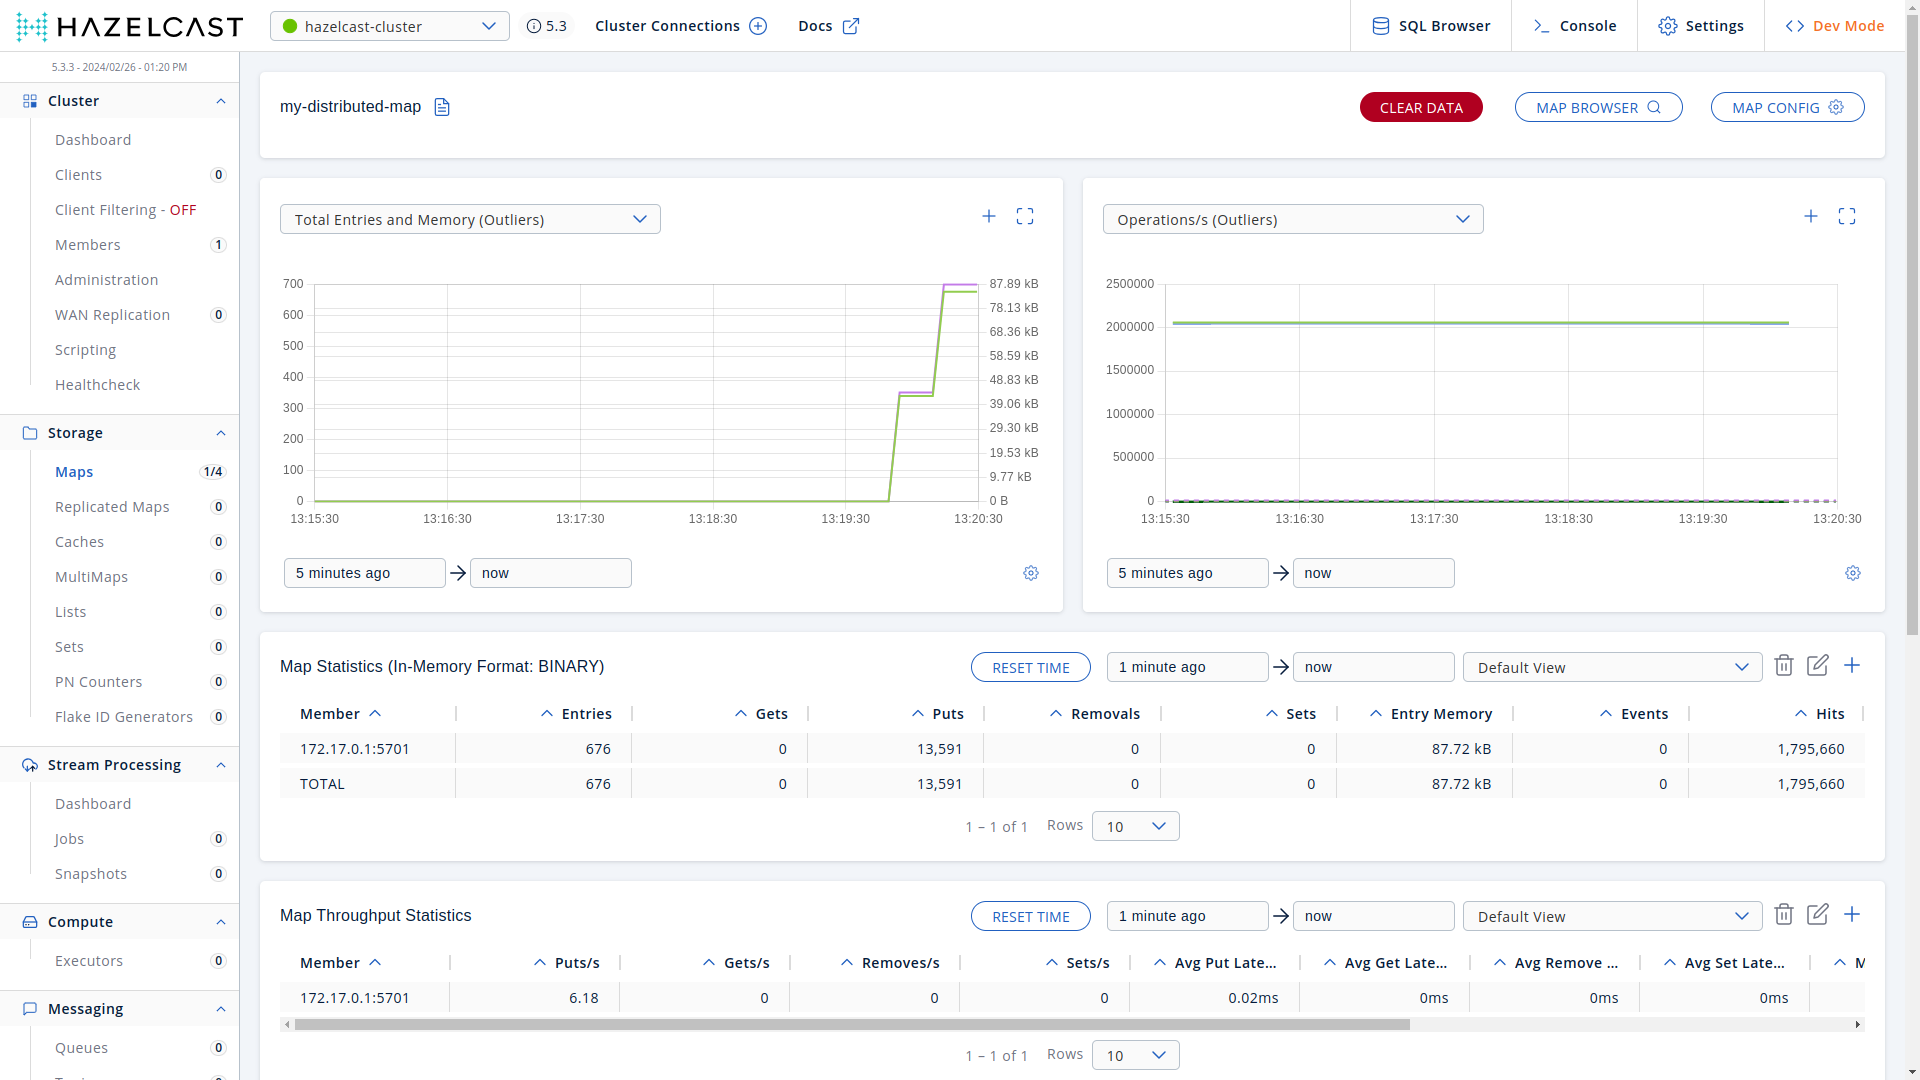 HAZELCAST
hazelcast-cluster
5.3
Cluster Connections
Docs
SQL Browser
Console
Settings
Dev Mode
5.3.3 - 2024/02/26 - 01:20 PM
Cluster
Dashboard
Clients 0
Client Filtering - OFF
Members 1
Administration
WAN Replication 0
Scripting
Healthcheck
Storage
Maps 1/4
Replicated Maps 0
Caches 0
MultiMaps 0
Lists 0
Sets 0
PN Counters 0
Flake ID Generators 0
Stream Processing
Dashboard
Jobs 0
Snapshots 0
Compute
Executors 0
Messaging
Queues 0
my-distributed-map
CLEAR DATA
MAP BROWSER
MAP CONFIG
Total Entries and Memory (Outliers)
700 87.89 kB
78.13 kB
600
68.36 kB
500
58.59 kB
400 48.83 kB
39.06 kB
300
29.30 kB
200
19.53 kB
100
9.77 kB
0 0 B
13:15:30 13:16:30 13:17:30 13:18:30 13:19:30 13:20:30
5 minutes ago now
Operations/s (Outliers)
2500000
2000000
1500000
1000000
500000
0
13:15:30 13:16:30 13:17:30 13:18:30 13:19:30 13:20:30
5 minutes ago now
Map Statistics (In-Memory Format: BINARY)
RESET TIME
1 minute ago now
Default View
Member Entries Gets Puts Removals Sets Entry Memory Events Hits
172.17.0.1:5701 676 0 13,591 0 0 87.72 kB 0 1,795,660
TOTAL 676 0 13,591 0 0 87.72 kB 0 1,795,660
1 – 1 of 1 Rows 10
Map Throughput Statistics
RESET TIME
1 minute ago now
Default View
Member Puts/s Gets/s Removes/s Sets/s Avg Put Late... Avg Get Late... Avg Remove ... Avg Set Late... M
172.17.0.1:5701 6.18 0 0 0 0.02ms 0ms 0ms 0ms
1 – 1 of 1 Rows 10